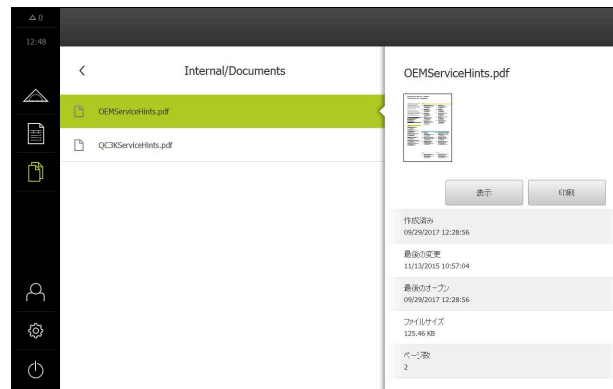 △ 0
12:48
Internal/Documents
OEMServiceHints.pdf
QC3KServiceHints.pdf
OEMServiceHints.pdf
表示
印刷
作成済み
09/29/2017 12:28:56
最後の変更
11/13/2015 10:57:04
最後のオープン
09/29/2017 12:28:56
ファイルサイズ
125.46 KB
ページ数
2